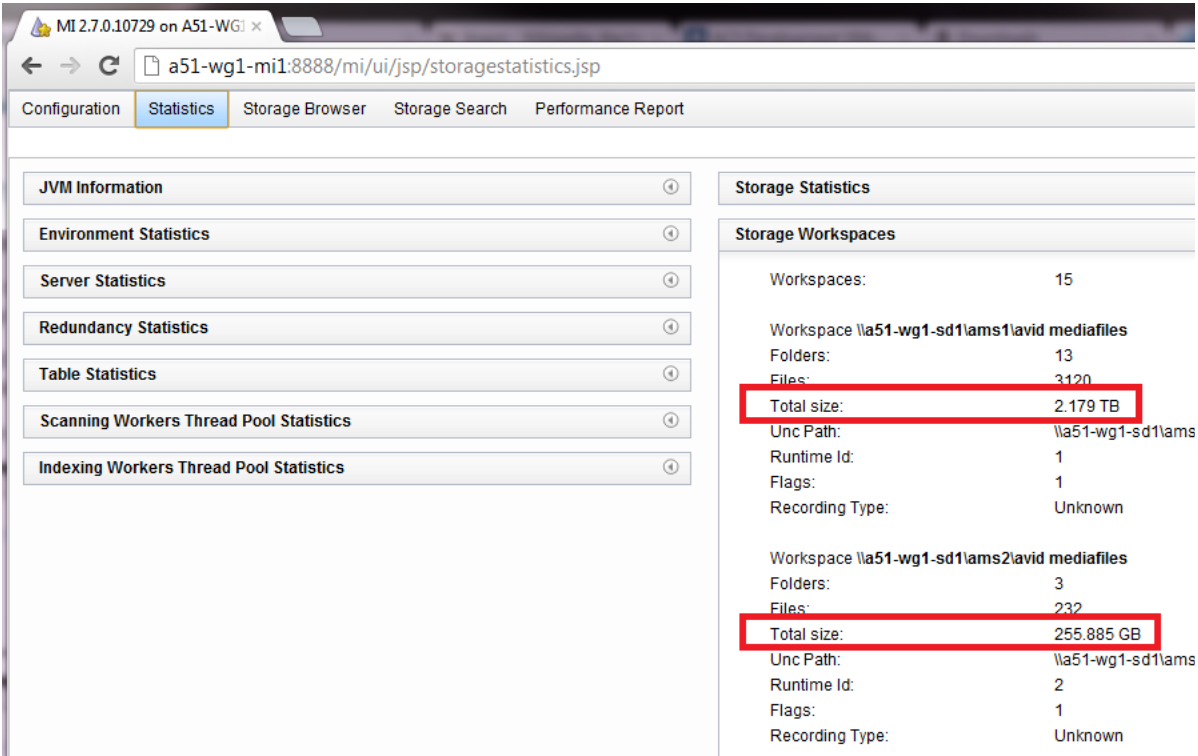 MI 2.7.0.10729 on A51-WG1
a51-wg1-mi1:8888/mi/ui/jsp/storagestatistics.jsp
Configuration Statistics Storage Browser Storage Search Performance Report
JVM Information
Environment Statistics
Server Statistics
Redundancy Statistics
Table Statistics
Scanning Workers Thread Pool Statistics
Indexing Workers Thread Pool Statistics
Storage Statistics
Storage Workspaces
Workspaces: 15
Workspace \\a51-wg1-sd1\ams1\avid mediafiles
Folders: 13
Files: 3120
Total size: 2.179 TB
Unc Path: \\a51-wg1-sd1\ams
Runtime Id: 1
Flags: 1
Recording Type: Unknown
Workspace \\a51-wg1-sd1\ams2\avid mediafiles
Folders: 3
Files: 232
Total size: 255.885 GB
Unc Path: \\a51-wg1-sd1\ams
Runtime Id: 2
Flags: 1
Recording Type: Unknown